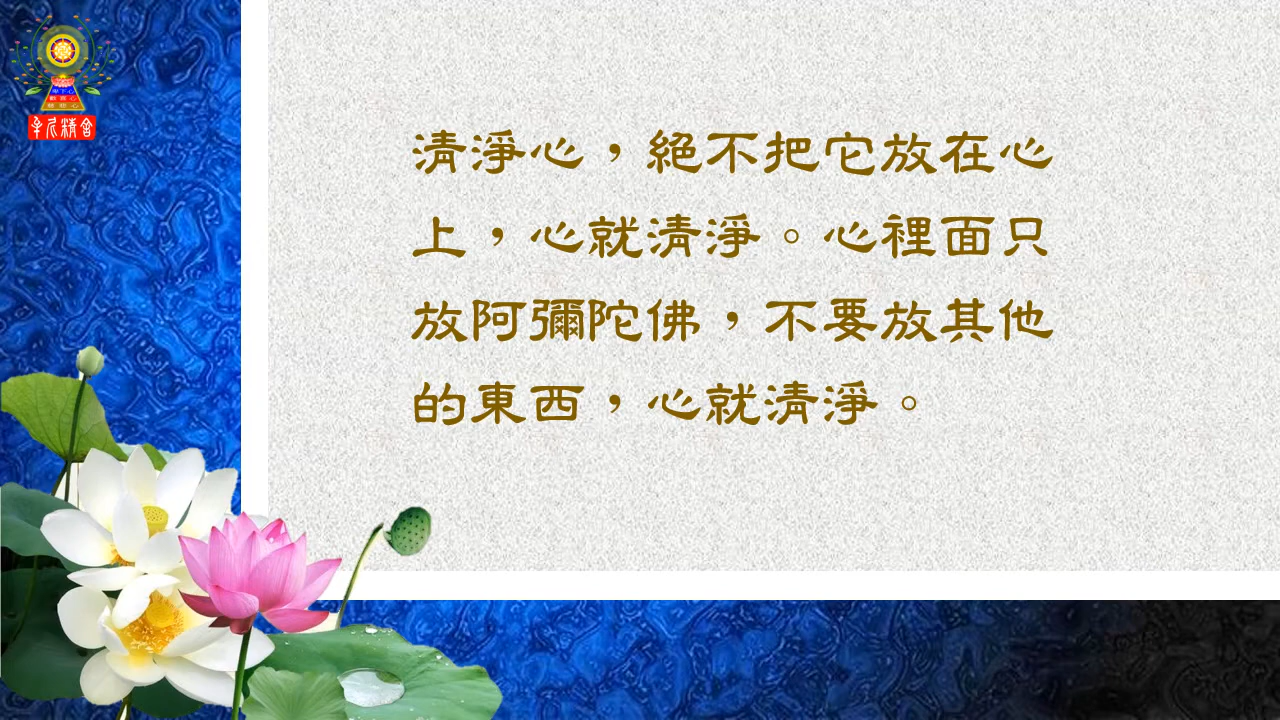 清淨心，絕不把它放在心
上，心就清淨。心裡面只
放阿彌陀佛，不要放其他
的東西，心就清淨。